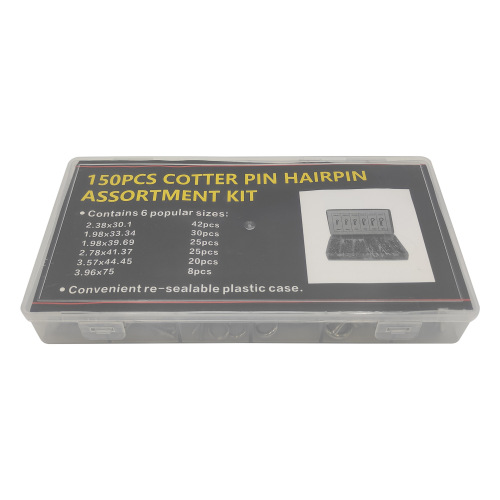 150PCS COTTER PIN HAIRPIN
ASSORTMENT KIT
• Contains 6 popular sizes:
2.38x30.1 42pcs
1.98x33.34 30pcs
1.98x39.69 25pcs
2.78x41.37 25pcs
3.57x44.45 20pcs
3.96x75 8pcs
• Convenient re-sealable plastic case.